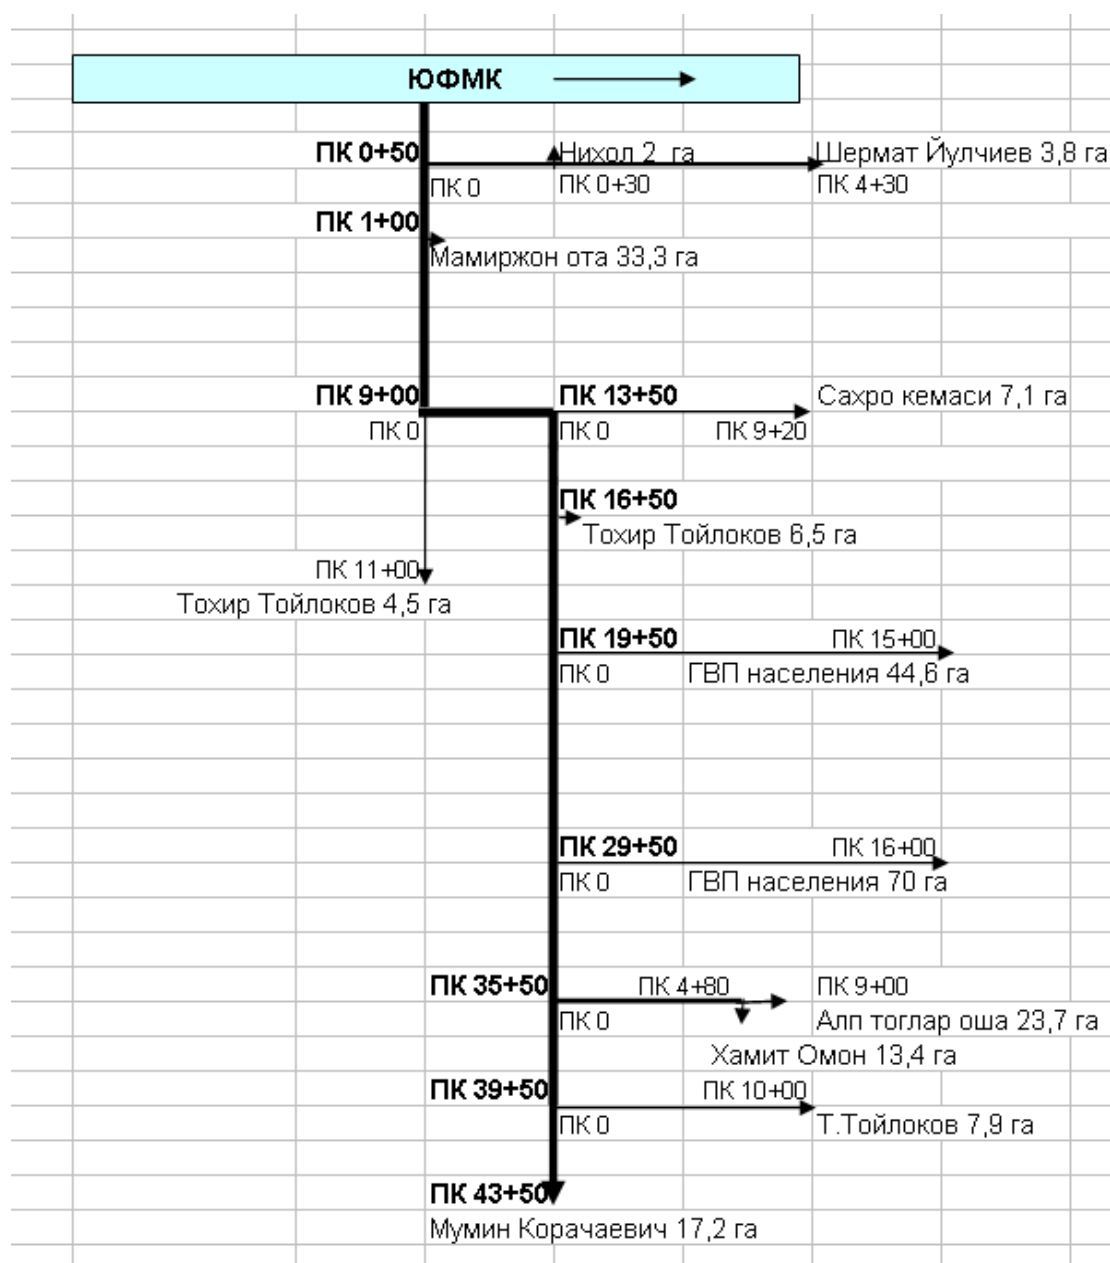 ЮФМК
ПК 0+50 Нихол 2 га Шермат Йулчиев 3,8 га
ПК 0 ПК 0+30 ПК 4+30
ПК 1+00
Мамиржон ота 33,3 га
ПК 9+00 ПК 13+50 Сахро кемаси 7,1 га
ПК 0 ПК 0 ПК 9+20
ПК 16+50
Тохир Тойлоков 6,5 га
ПК 11+00
Тохир Тойлоков 4,5 га
ПК 19+50 ПК 15+00
ПК 0 ГВП населения 44,6 га
ПК 29+50 ПК 16+00
ПК 0 ГВП населения 70 га
ПК 35+50 ПК 4+80 ПК 9+00
ПК 0 Алп тоглар оша 23,7 га
Хамит Омон 13,4 га
ПК 39+50 ПК 10+00
ПК 0 Т.Тойлоков 7,9 га
ПК 43+50
Мумин Корачаевич 17,2 га